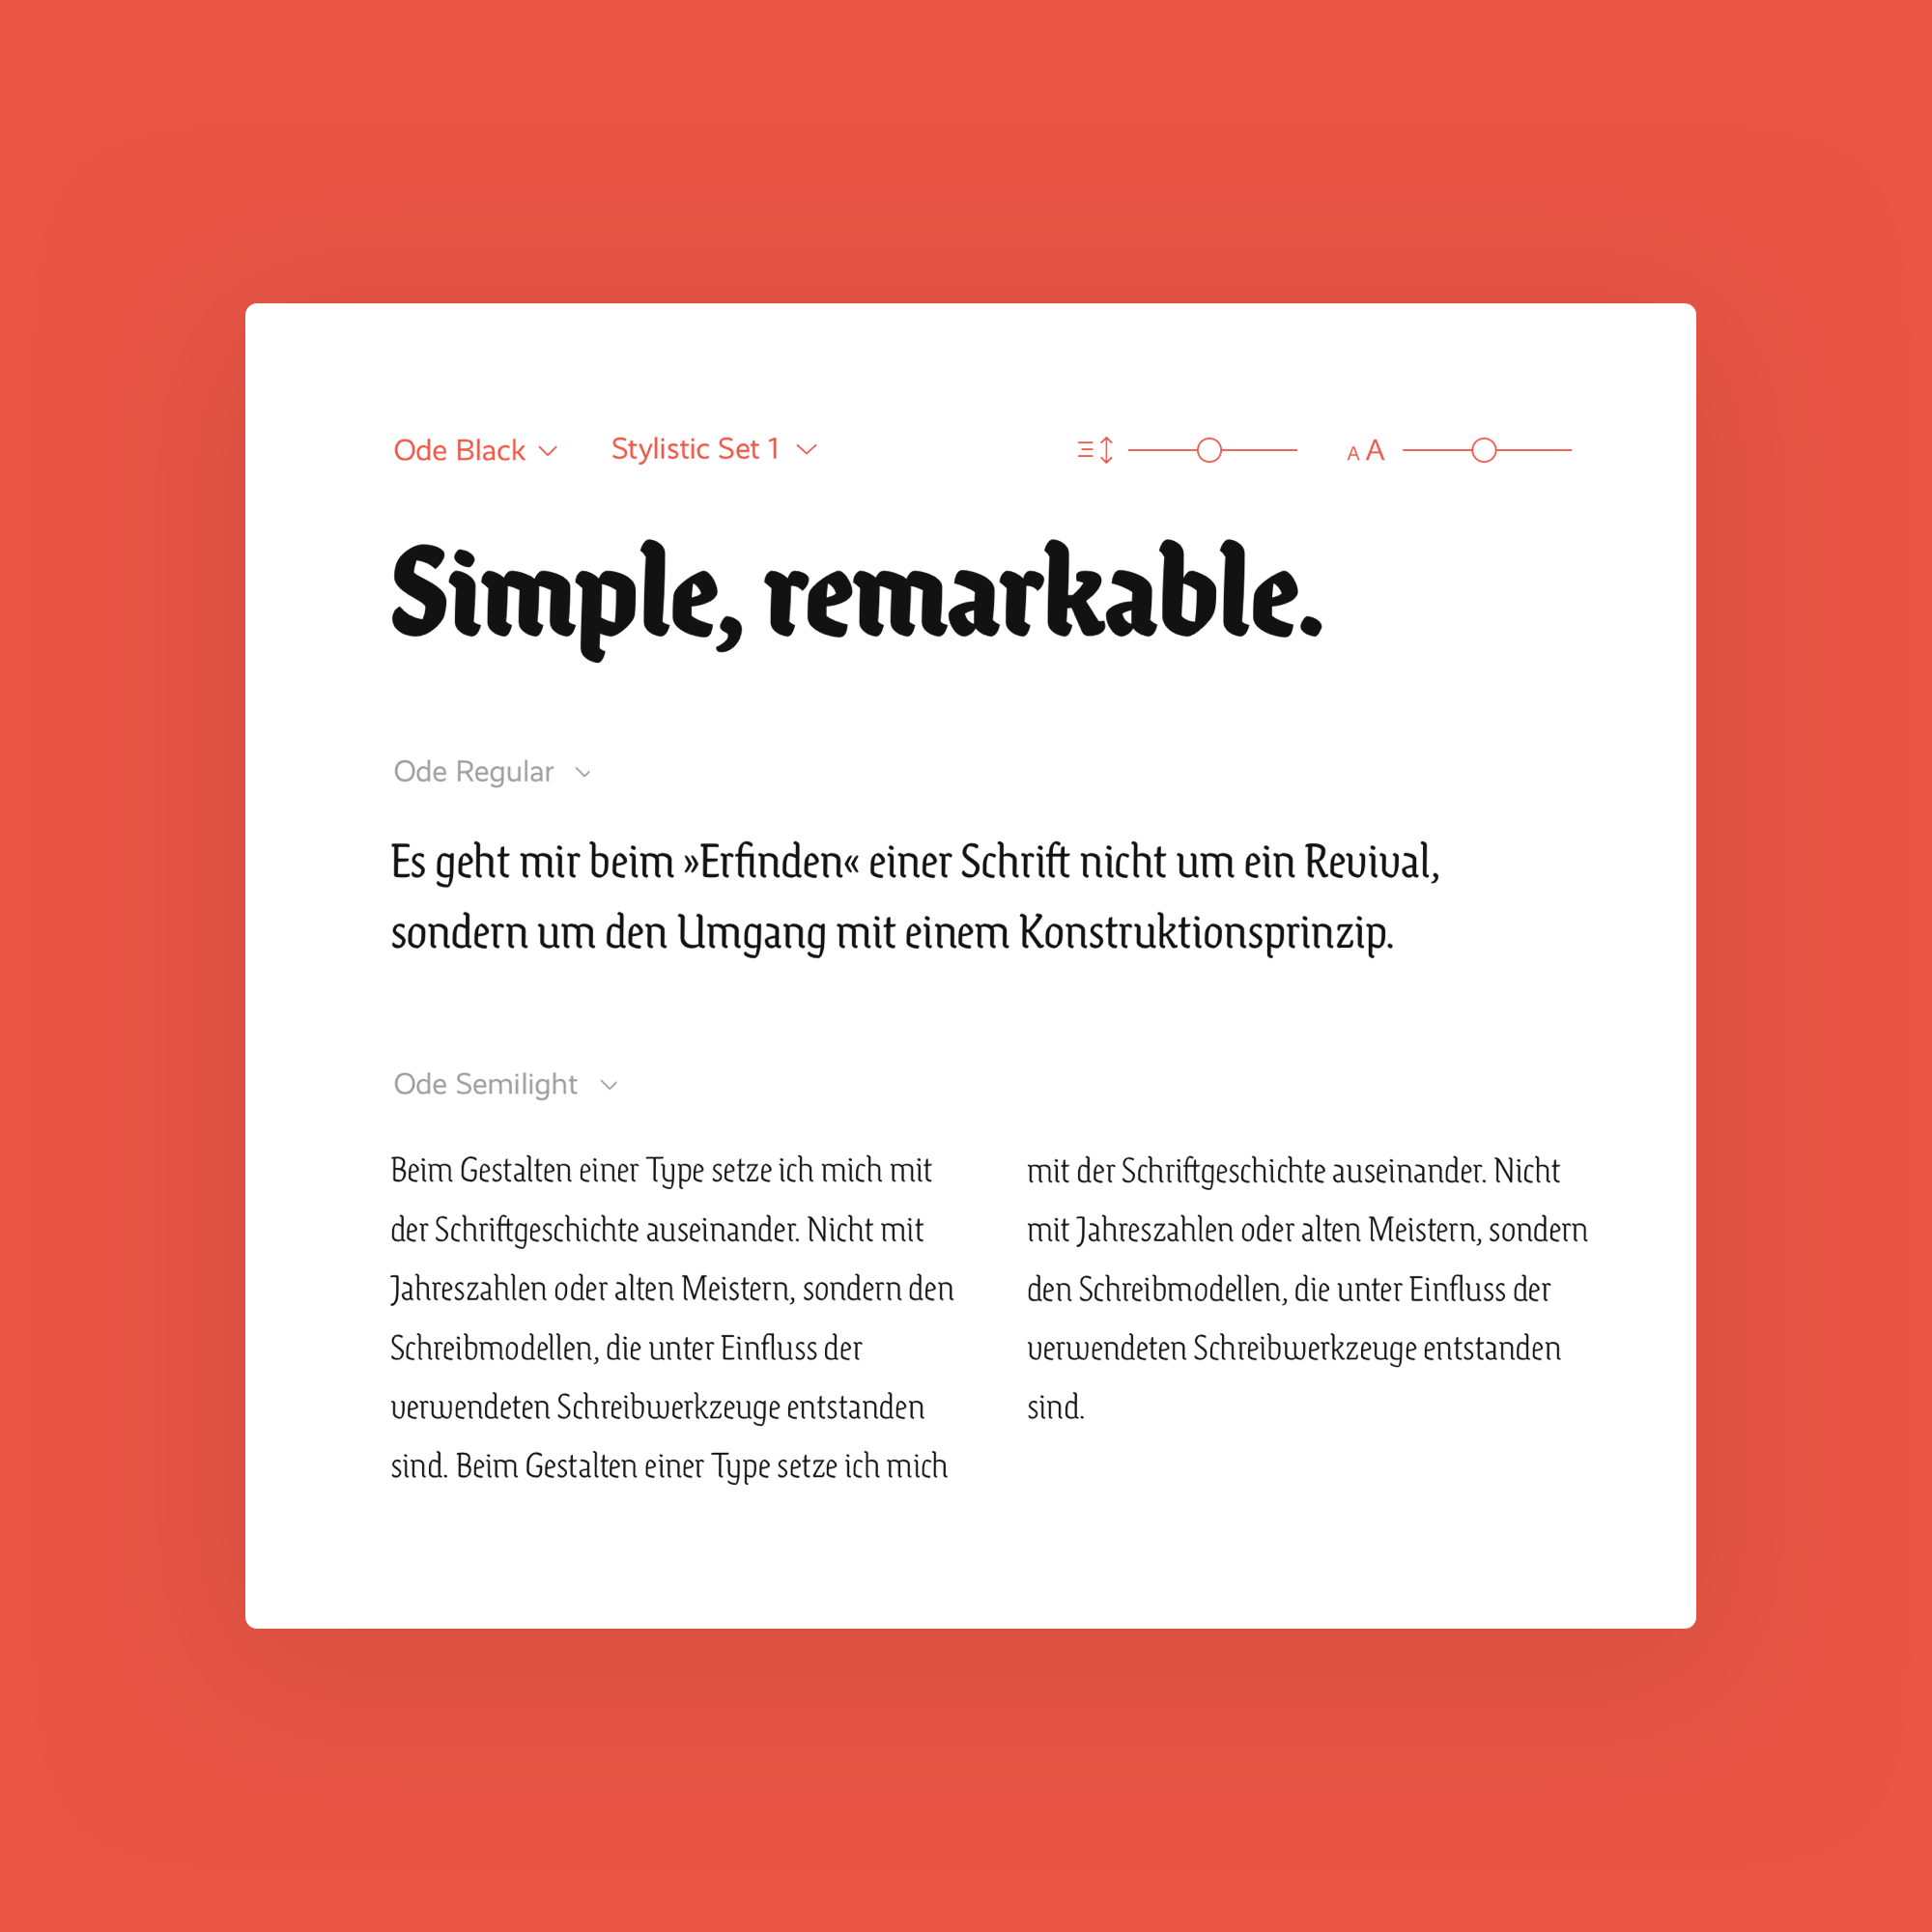 Ode Black
Stylistic Set 1
A A
Simple, remarkable.
Ode Regular
Es geht mir beim »Erfinden« einer Schrift nicht um ein Revival,
sondern um den Umgang mit einem Konstruktionsprinzip.
Ode Semilight
Beim Gestalten einer Type setze ich mich mit
der Schriftgeschichte auseinander. Nicht mit
Jahreszahlen oder alten Meistern, sondern den
Schreibmodellen, die unter Einfluss der
verwendeten Schreibwerkzeuge entstanden
sind. Beim Gestalten einer Type setze ich mich
mit der Schriftgeschichte auseinander. Nicht
mit Jahreszahlen oder alten Meistern, sondern
den Schreibmodellen, die unter Einfluss der
verwendeten Schreibwerkzeuge entstanden
sind.